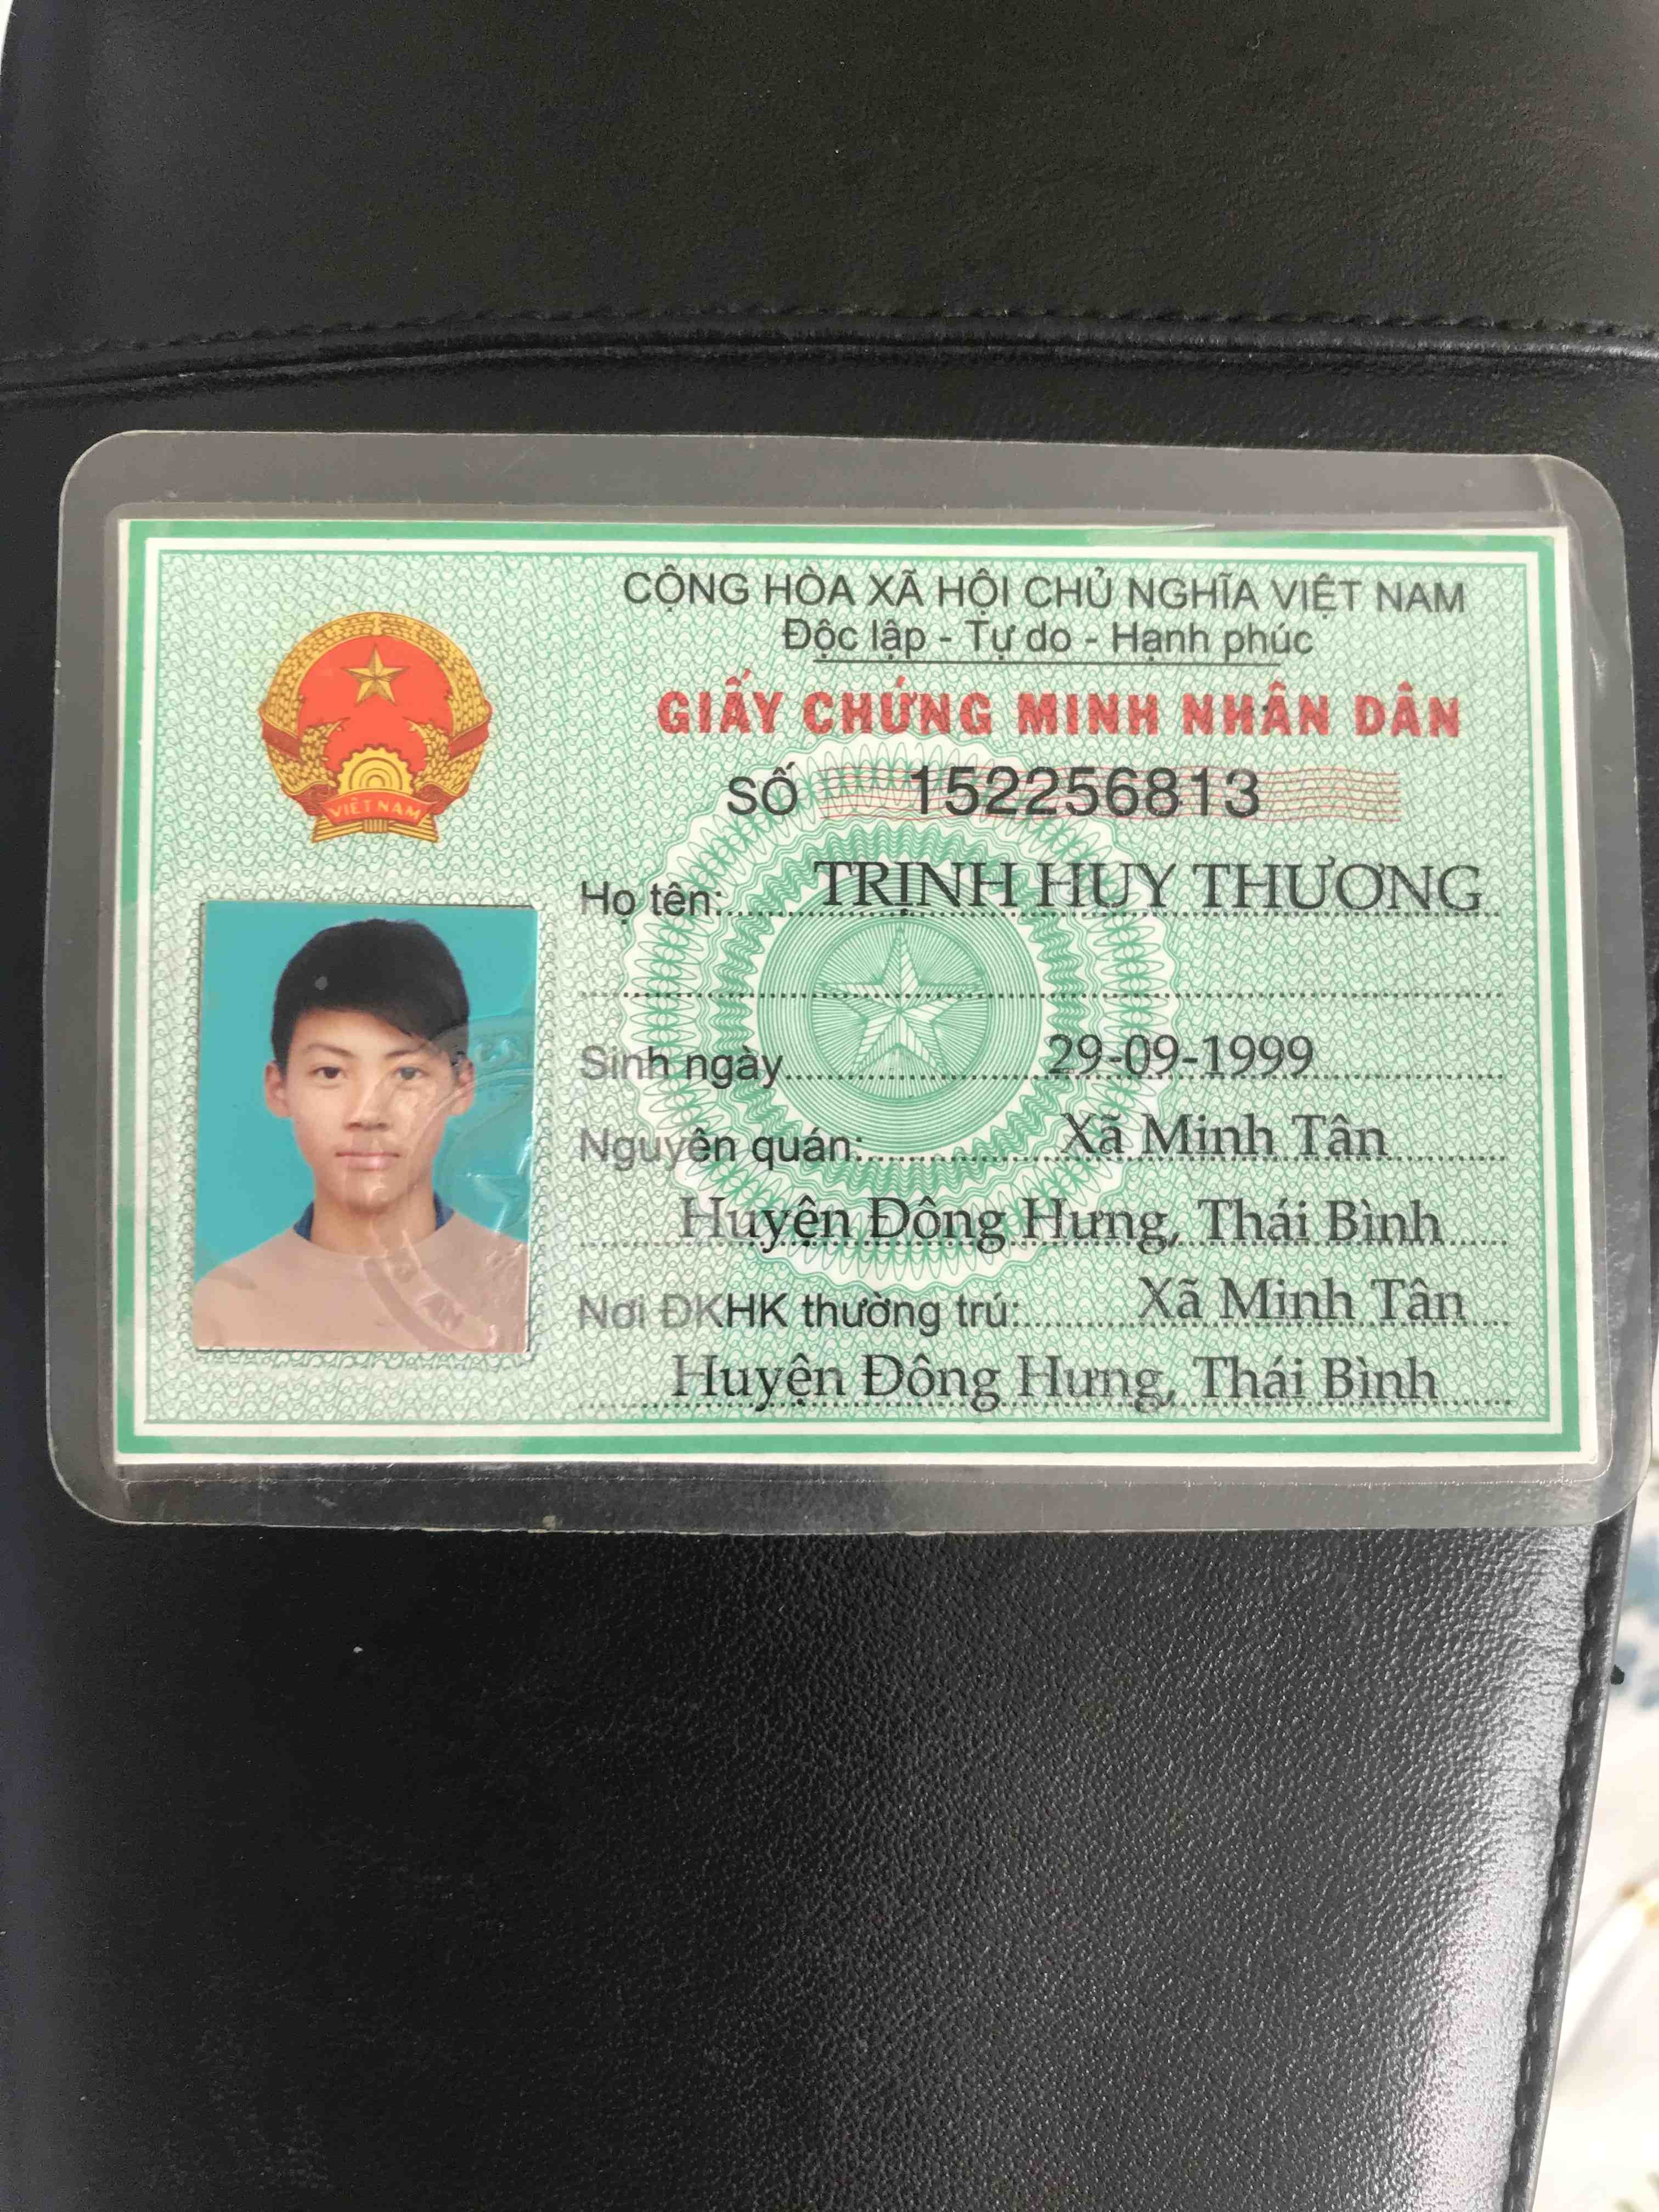 CỘNG HÒA XÃ HỘI CHỦ NGHĨA VIỆT NAM
Độc lập - Tự do - Hạnh phúc
GIẤY CHỨNG MINH NHÂN DÂN
SỐ 152256813
VIỆT NAM
Họ tên: TRỊNH HUY THƯƠNG
Sinh ngày 29-09-1999
Nguyên quán: Xã Minh Tân
Huyện Đông Hưng, Thái Bình
Nơi ĐKHK thường trú: Xã Minh Tân
Huyện Đông Hưng, Thái Bình